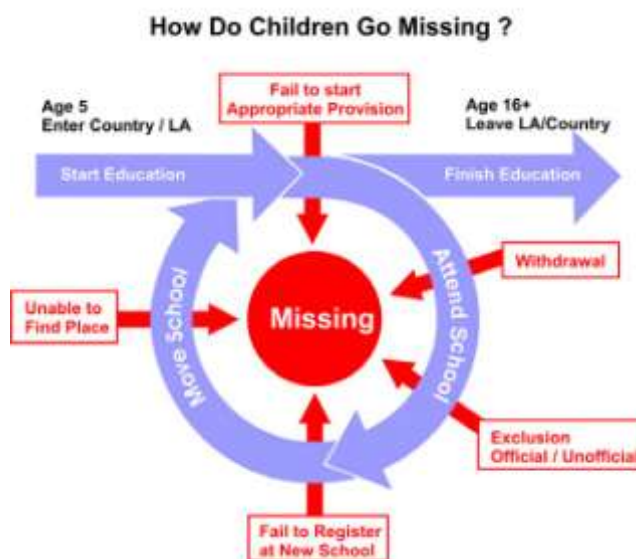 How Do Children Go Missing ?
Fail to start
Appropriate Provision
Age 5
Enter Country / LA
Age 16+
Leave LA/Country
Start Education
Finish Education
Withdrawal
Attend School
Missing
Unable to
Find Place
Move School
Exclusion
Official / Unofficial
Fail to Register
at New School